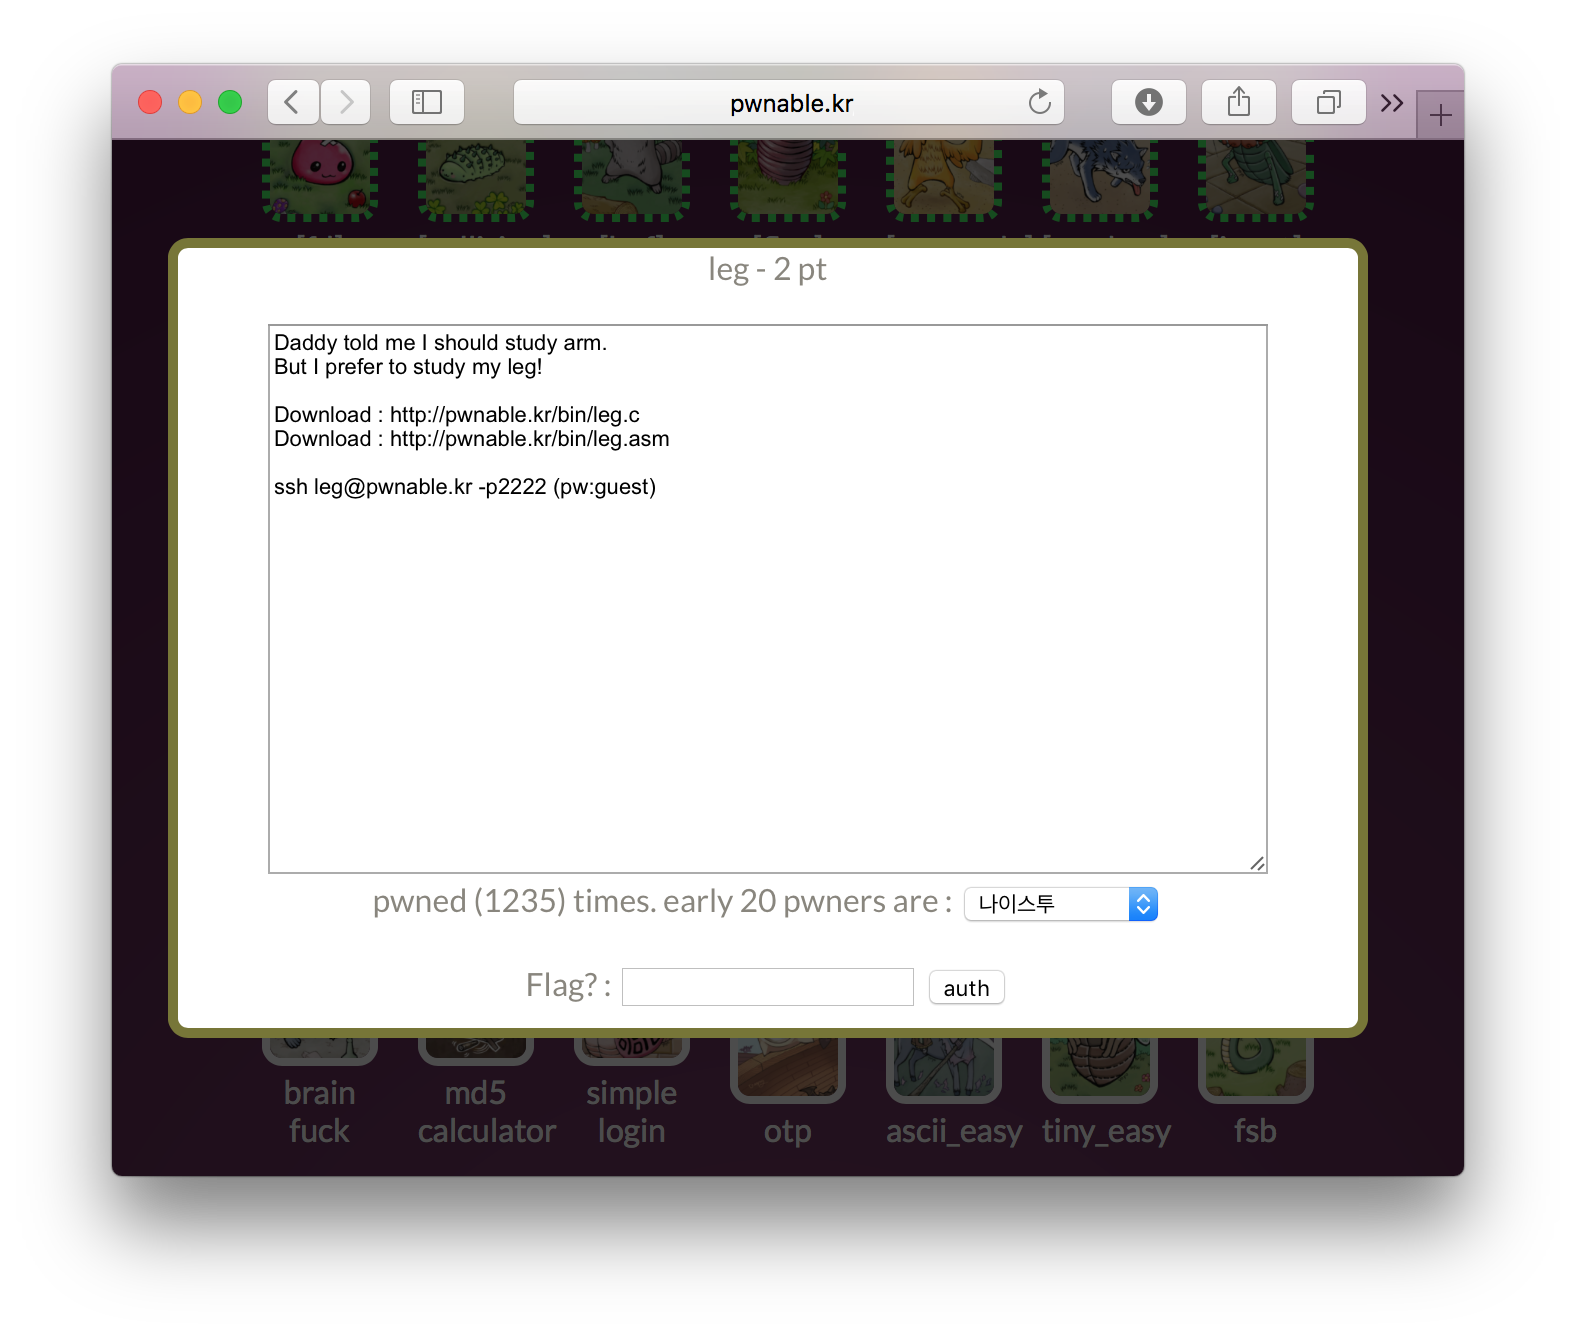 pwnable.kr
leg - 2 pt
Daddy told me I should study arm.
But I prefer to study my leg!
Download : http://pwnable.kr/bin/leg.c
Download : http://pwnable.kr/bin/leg.asm
ssh leg@pwnable.kr -p2222 (pw:guest)
pwned (1235) times. early 20 pwners are : 나이스투
Flag? : auth
brain fuck
md5 calculator
simple login
otp
ascii_easy
tiny_easy
fsb